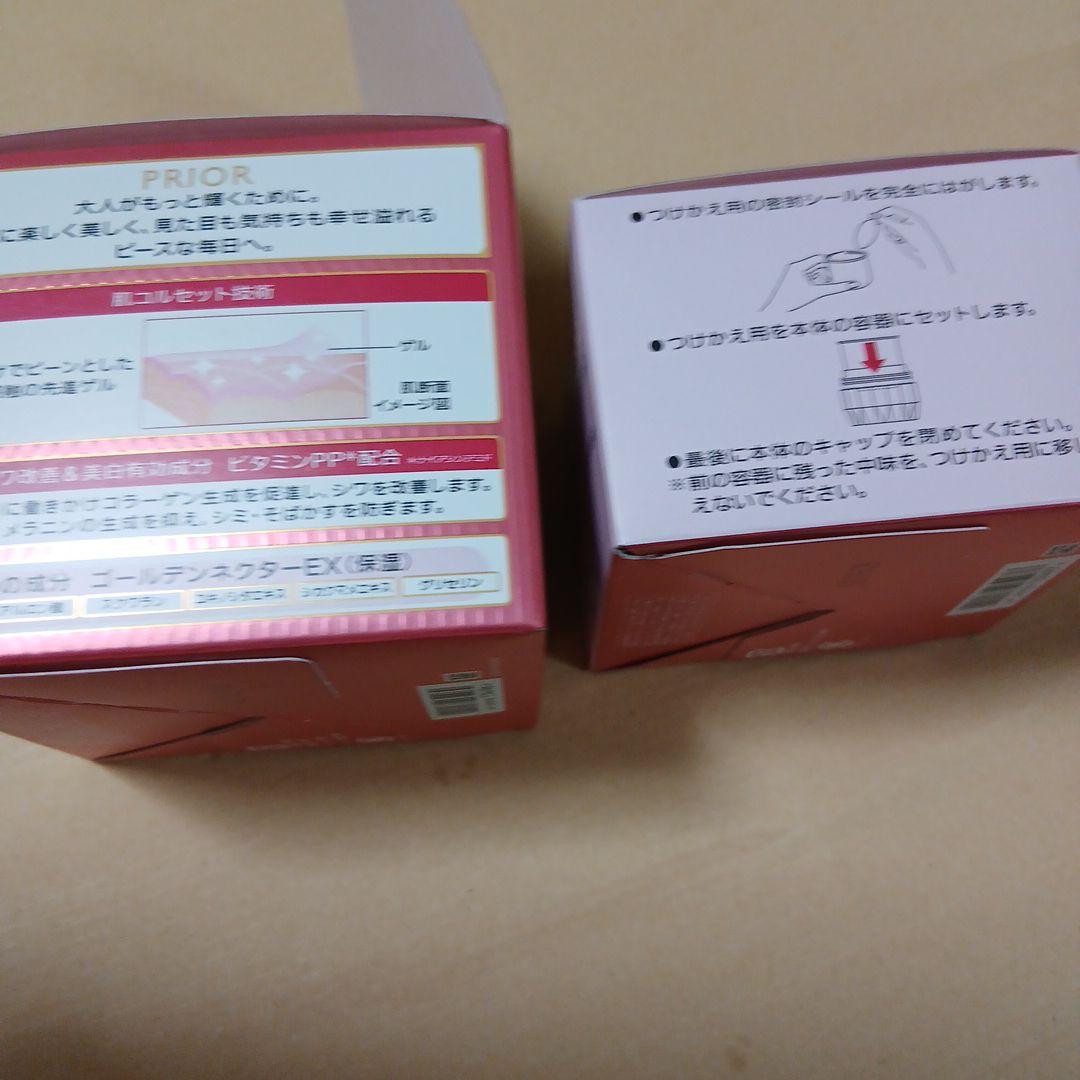 PRIOR
大人がもっと輝くために。
に楽しく美しく、見た目も気持ちも幸せ溢れる
ピースな毎日へ。
肌コルセット技術
でピーンとした
の先進ゲル
ゲル
肌断面
イメージ図
ワ改善&美白有効成分 ビタミンPP*配合
に働きかけコラーゲン生成を促進し、シワを改善します。
メラニンの生成を抑え、シミ・そばかすを防ぎます。
の成分 ゴールデンネクターEX(保湿)
スクワラン
グリセリン
●つけかえ用の密封シールを完全にはがします。
●つけかえ用を本体の容器にセットします。
●最後に本体のキャップを閉めてください。
※前の容器に残った中味を、つけかえ用に移し
えないでください。